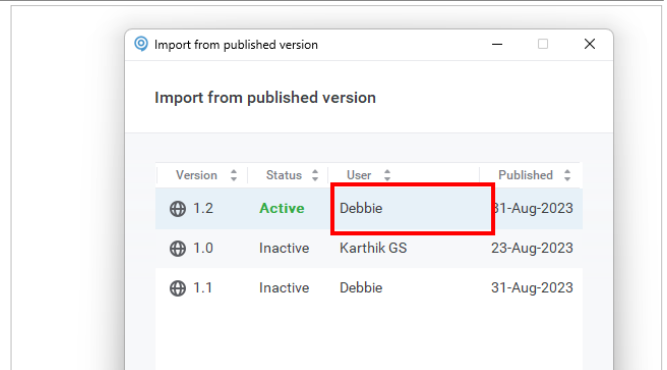 Import from published version
Import from published version
Version Status User Published
1.2 Active Debbie 31-Aug-2023
1.0 Inactive Karthik GS 23-Aug-2023
1.1 Inactive Debbie 31-Aug-2023